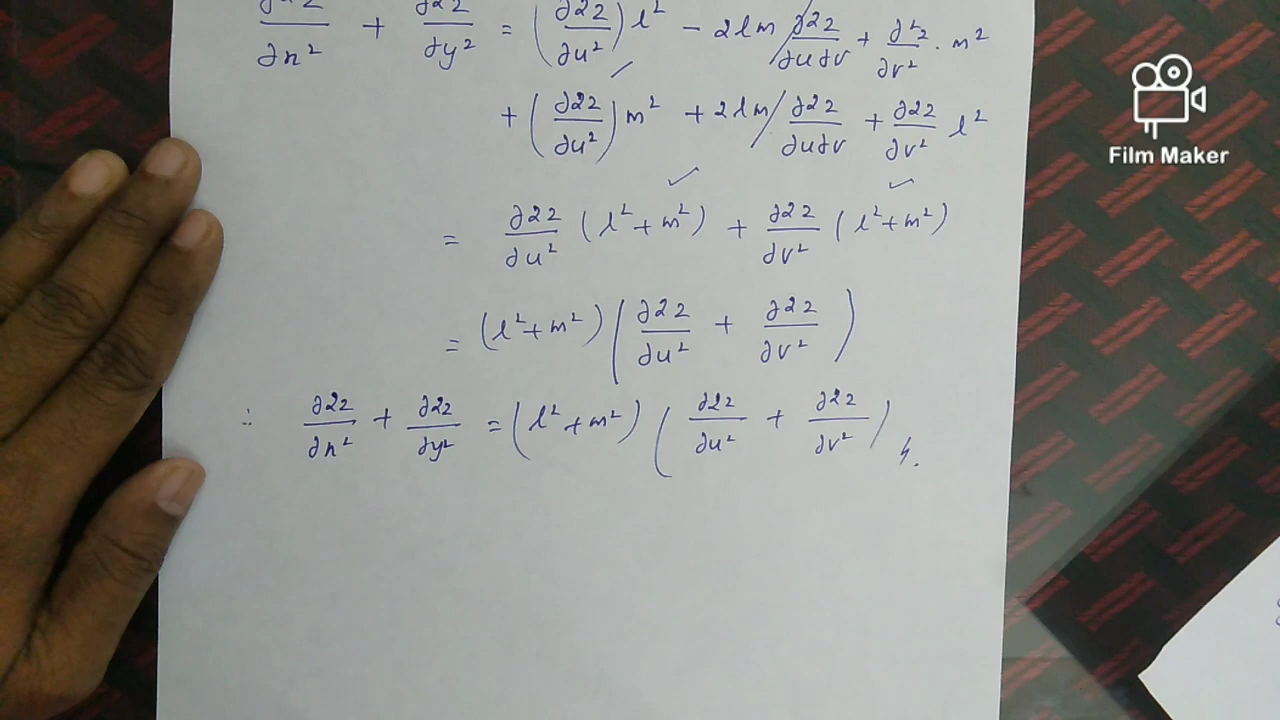 ∂²z/∂x² + ∂²z/∂y² = (∂²z/∂u²) l² - 2lm ∂²z/∂u∂v + ∂²z/∂v² . m²
+ (∂²z/∂u²) m² + 2lm ∂²z/∂u∂v + ∂²z/∂v² l²
= ∂²z/∂u² (l² + m²) + ∂²z/∂v² (l² + m²)
= (l² + m²) (∂²z/∂u² + ∂²z/∂v²)
∴ ∂²z/∂x² + ∂²z/∂y² = (l² + m²) (∂²z/∂u² + ∂²z/∂v²)
Film Maker